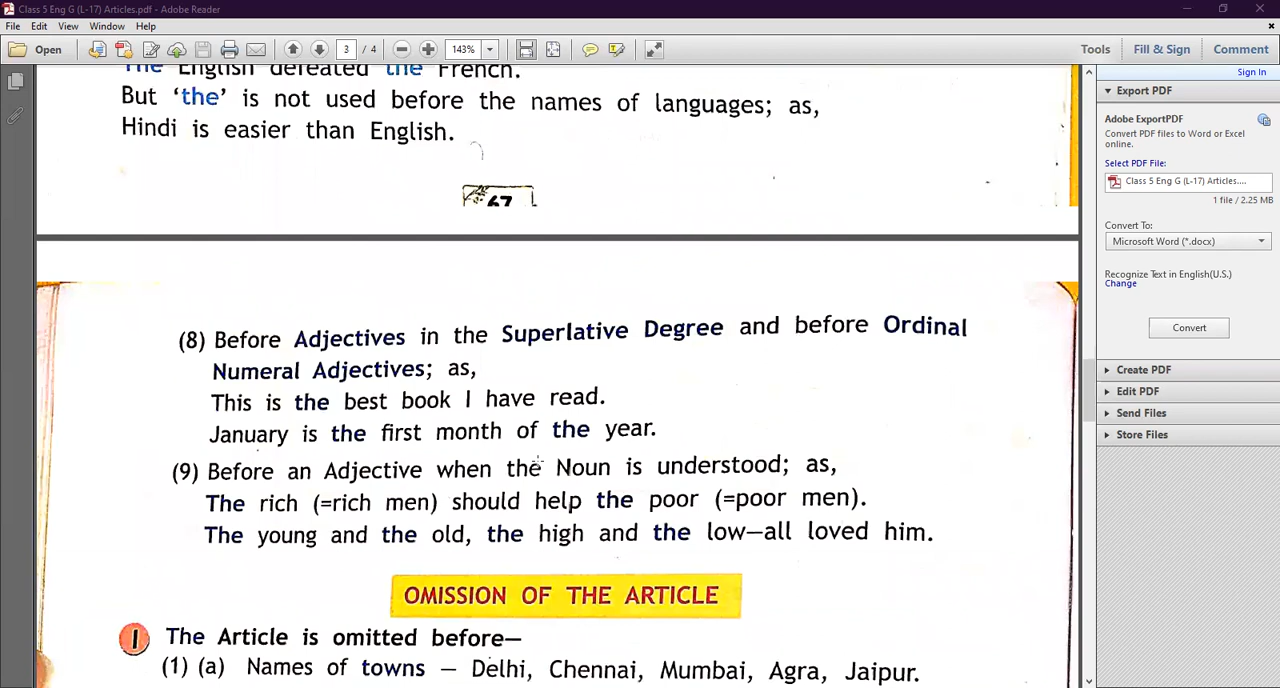 Class 5 Eng G (L-17) Articles.pdf - Adobe Reader
File Edit View Window Help
Open 3 / 4 143% Tools Fill & Sign Comment
Sign In
The English defeated the French.
But ‘the’ is not used before the names of languages; as,
Hindi is easier than English.
67
(8) Before Adjectives in the Superlative Degree and before Ordinal
Numeral Adjectives; as,
This is the best book I have read.
January is the first month of the year.
(9) Before an Adjective when the Noun is understood; as,
The rich (=rich men) should help the poor (=poor men).
The young and the old, the high and the low—all loved him.
OMISSION OF THE ARTICLE
1 The Article is omitted before—
(1) (a) Names of towns — Delhi, Chennai, Mumbai, Agra, Jaipur.
Export PDF
Adobe ExportPDF
Convert PDF files to Word or Excel
online.
Select PDF File:
Class 5 Eng G (L-17) Articles....
1 file / 2.25 MB
Convert To:
Microsoft Word (*.docx)
Recognize Text in English(U.S.)
Change
Convert
Create PDF
Edit PDF
Send Files
Store Files